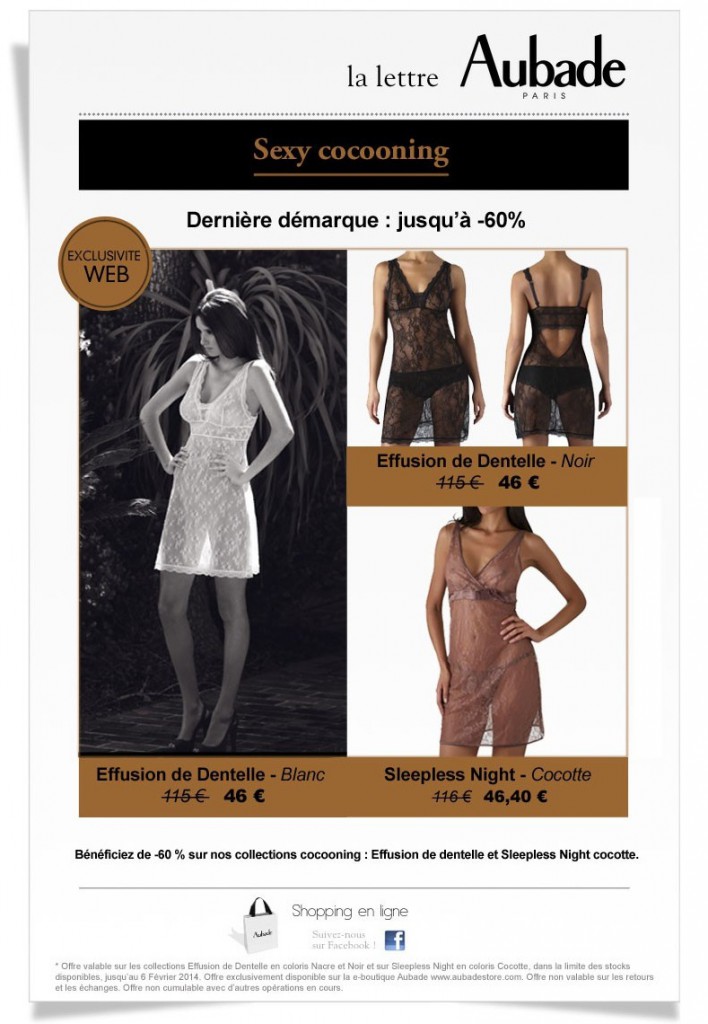 la lettre Aubade
PARIS
Sexy cocooning
Dernière démarque : jusqu'à -60%
EXCLUSIVITE
WEB
Effusion de Dentelle - Noir
115 € 46 €
Effusion de Dentelle - Blanc
115 € 46 €
Sleepless Night - Cocotte
116 € 46,40 €
Bénéficiez de -60 % sur nos collections cocooning : Effusion de dentelle et Sleepless Night cocotte.
Aubade
Shopping en ligne
Suivez-nous
sur Facebook !
f
* Offre valable sur les collections Effusion de Dentelle en coloris Nacre et Noir et sur Sleepless Night en coloris Cocotte, dans la limite des stocks
disponibles, jusqu'au 6 Février 2014. Offre exclusivement disponible sur la e-boutique Aubade www.aubadestore.com. Offre non valable sur les retours
et les échanges. Offre non cumulable avec d'autres opérations en cours.